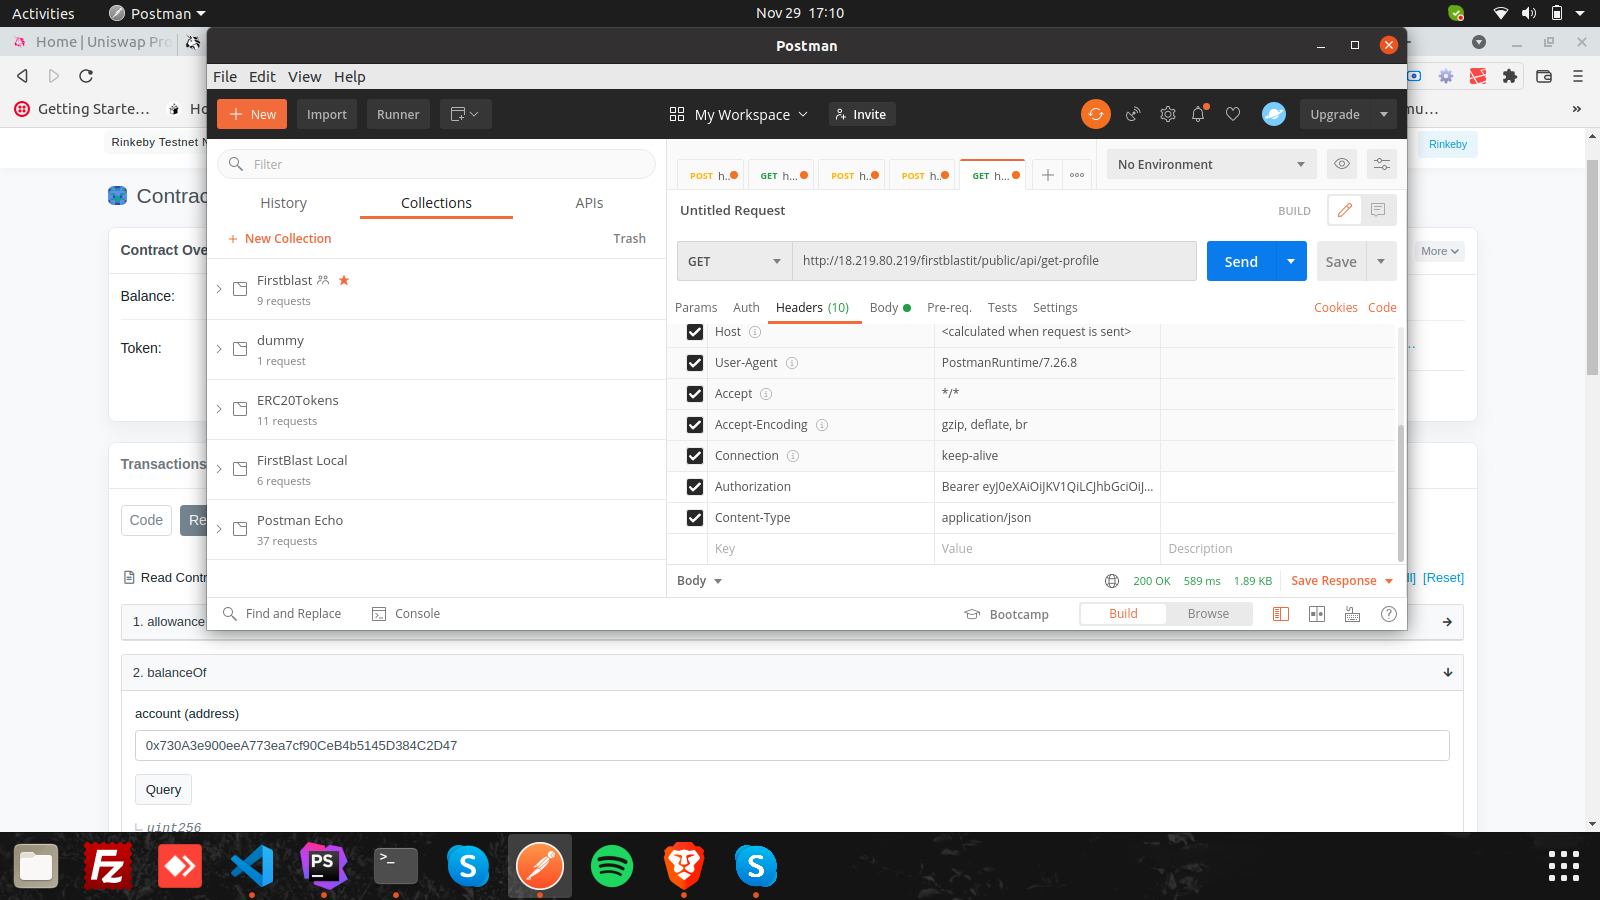 Activities
Postman
Nov 29 17:10
Home | Uniswap Pro
Postman
File Edit View Help
Getting Starte...
Ho
mu...
New
Import
Runner
My Workspace
Invite
Upgrade
Rinkeby Testnet N
Rinkeby
Filter
POST h..
GET h...
POST h..
POST h..
GET h...
No Environment
History
Collections
APIs
Contrac
Untitled Request
BUILD
New Collection
Trash
Contract Ove
More
GET
http://18.219.80.219/firstblastit/public/api/get-profile
Send
Save
Firstblast
9 requests
Balance:
Params
Auth
Headers (10)
Body
Pre-req.
Tests
Settings
Cookies
Code
Host
<calculated when request is sent>
dummy
1 request
Token:
User-Agent
PostmanRuntime/7.26.8
Accept
*/*
ERC20Tokens
11 requests
Accept-Encoding
gzip, deflate, br
Connection
keep-alive
FirstBlast Local
6 requests
Transactions
Authorization
Bearer eyJ0eXAiOiJKV1QiLCJhbGciOiJ...
Content-Type
application/json
Code
Re
Postman Echo
37 requests
Key
Value
Description
Read Contr
Body
200 OK
589 ms
1.89 KB
Save Response
ll]
[Reset]
Find and Replace
Console
Bootcamp
Build
Browse
1. allowance
2. balanceOf
account (address)
0x730A3e900eeA773ea7cf90CeB4b5145D384C2D47
Query
uint256
Fz
PS
>_
S
S